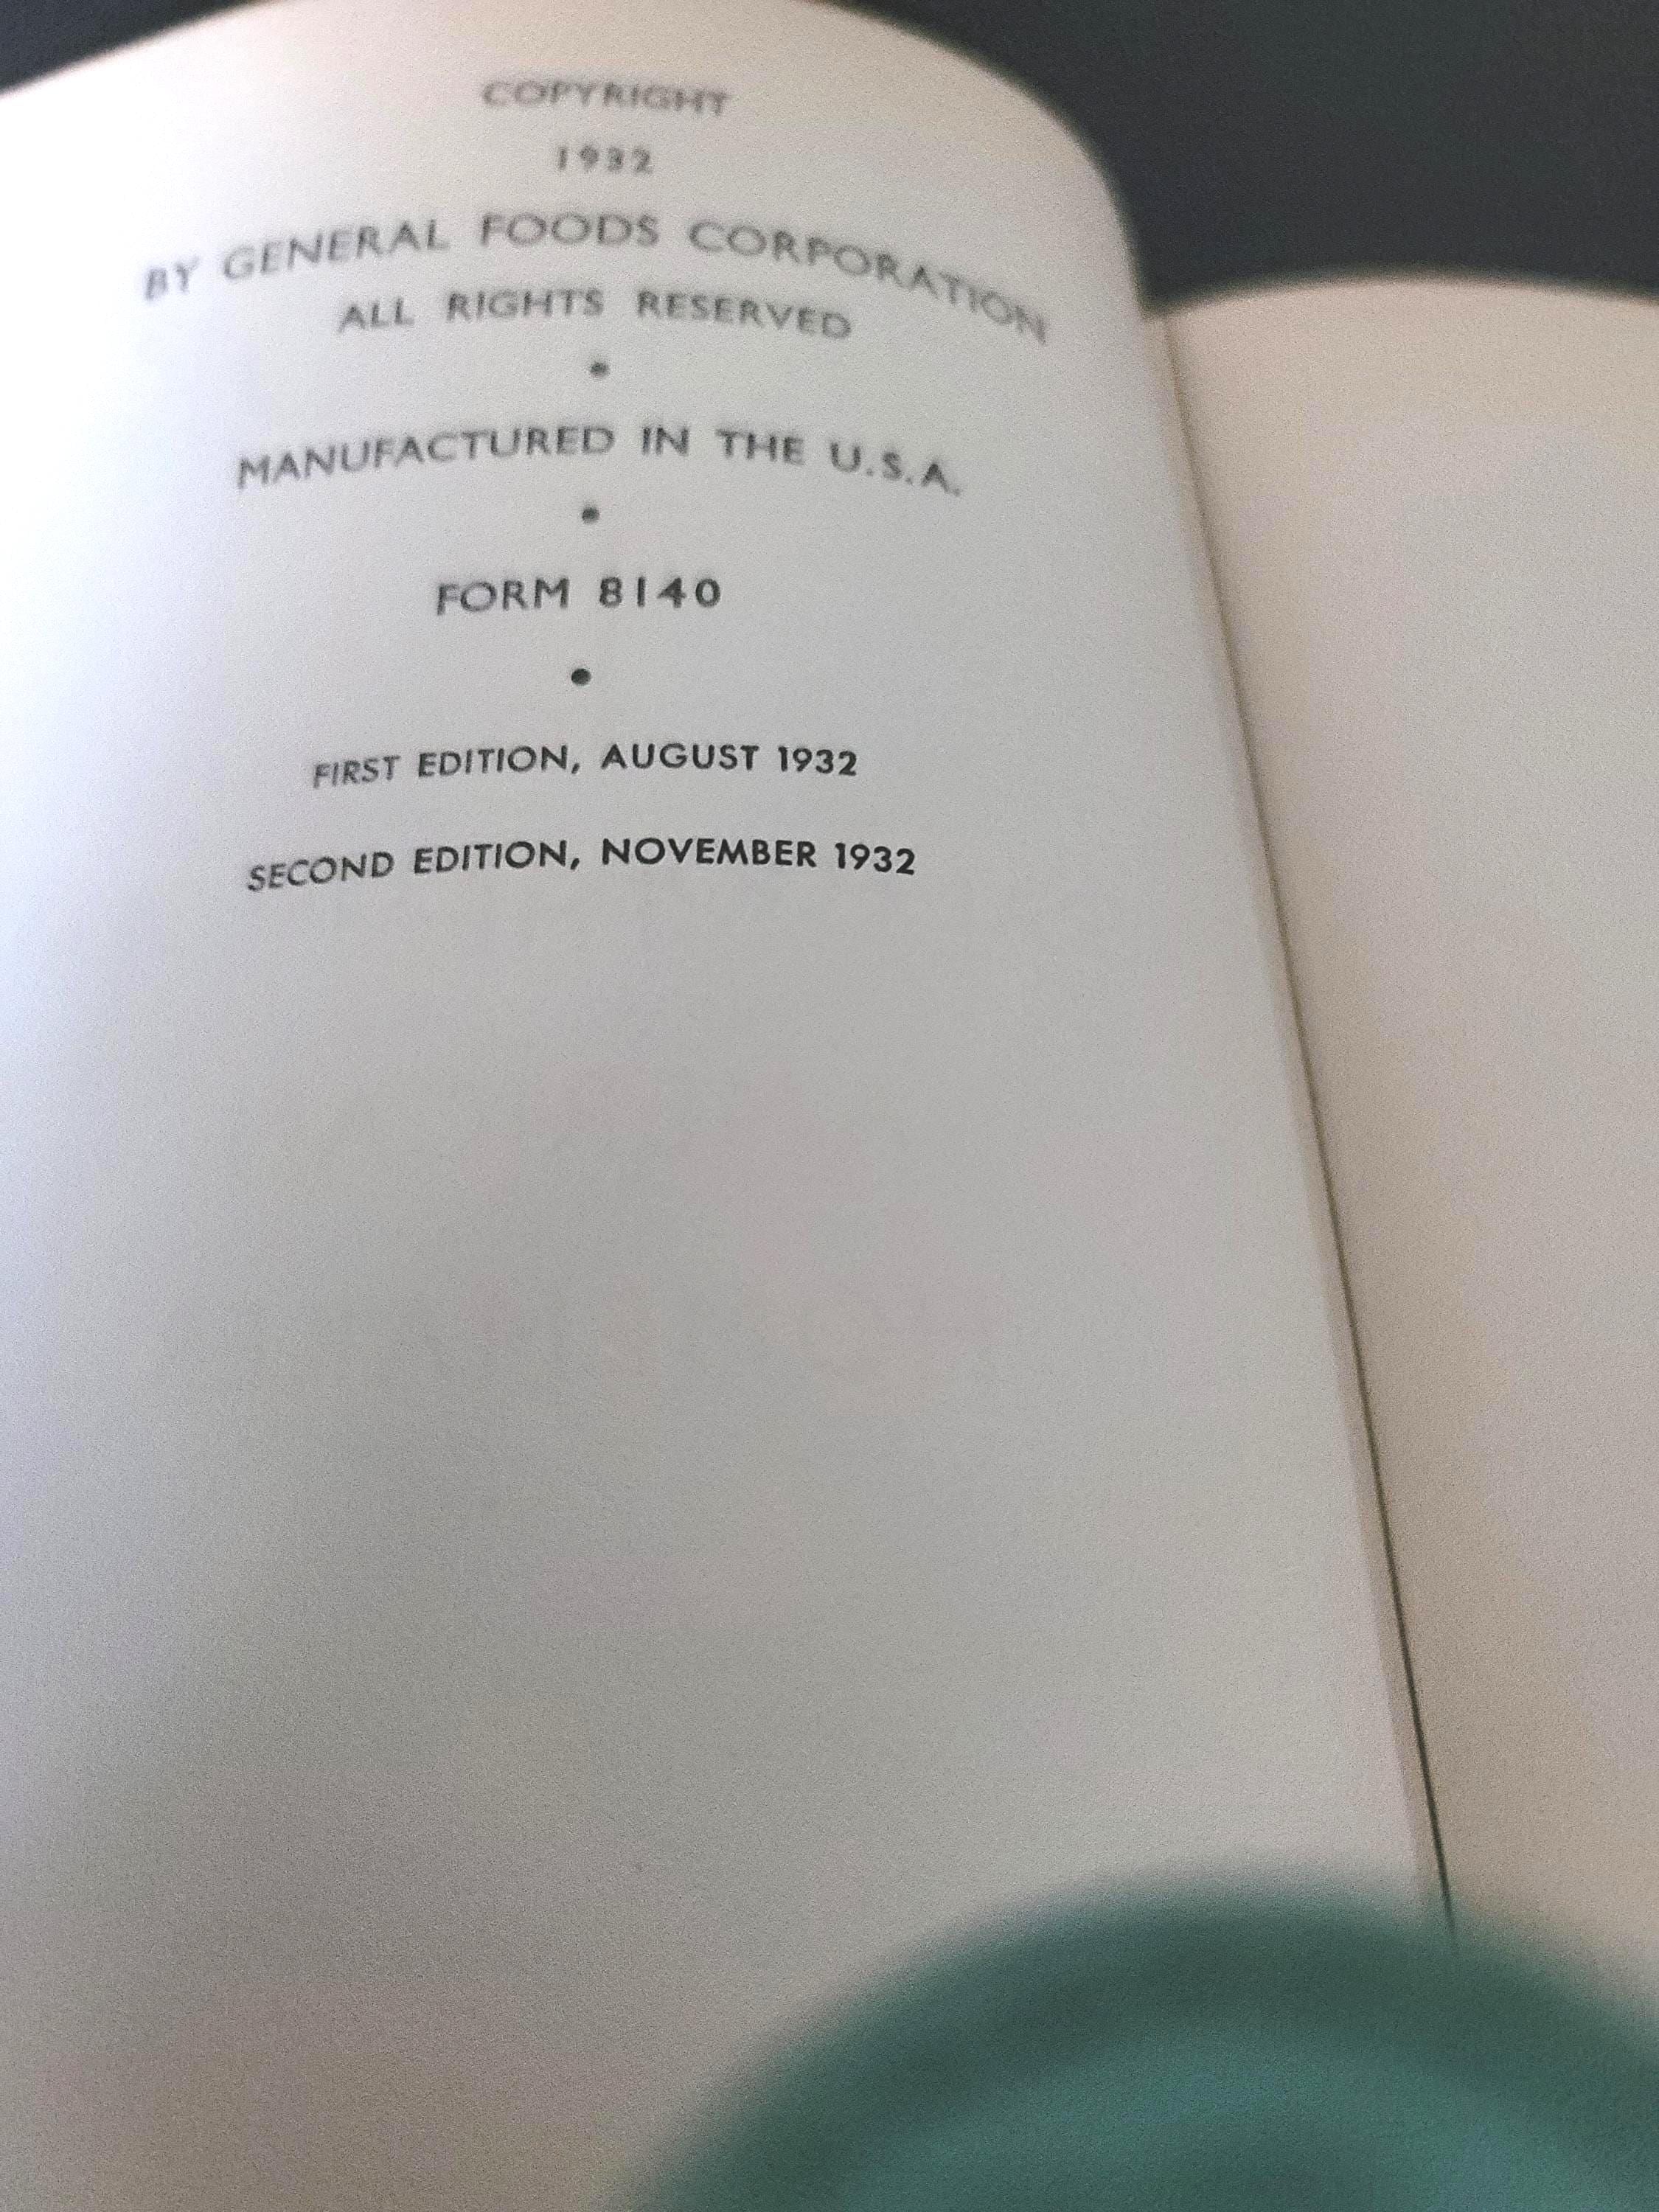 COPYRIGHT
1932
BY GENERAL FOODS CORPORATION
ALL RIGHTS RESERVED
•
MANUFACTURED IN THE U.S.A.
•
FORM 8140
•
FIRST EDITION, AUGUST 1932
SECOND EDITION, NOVEMBER 1932